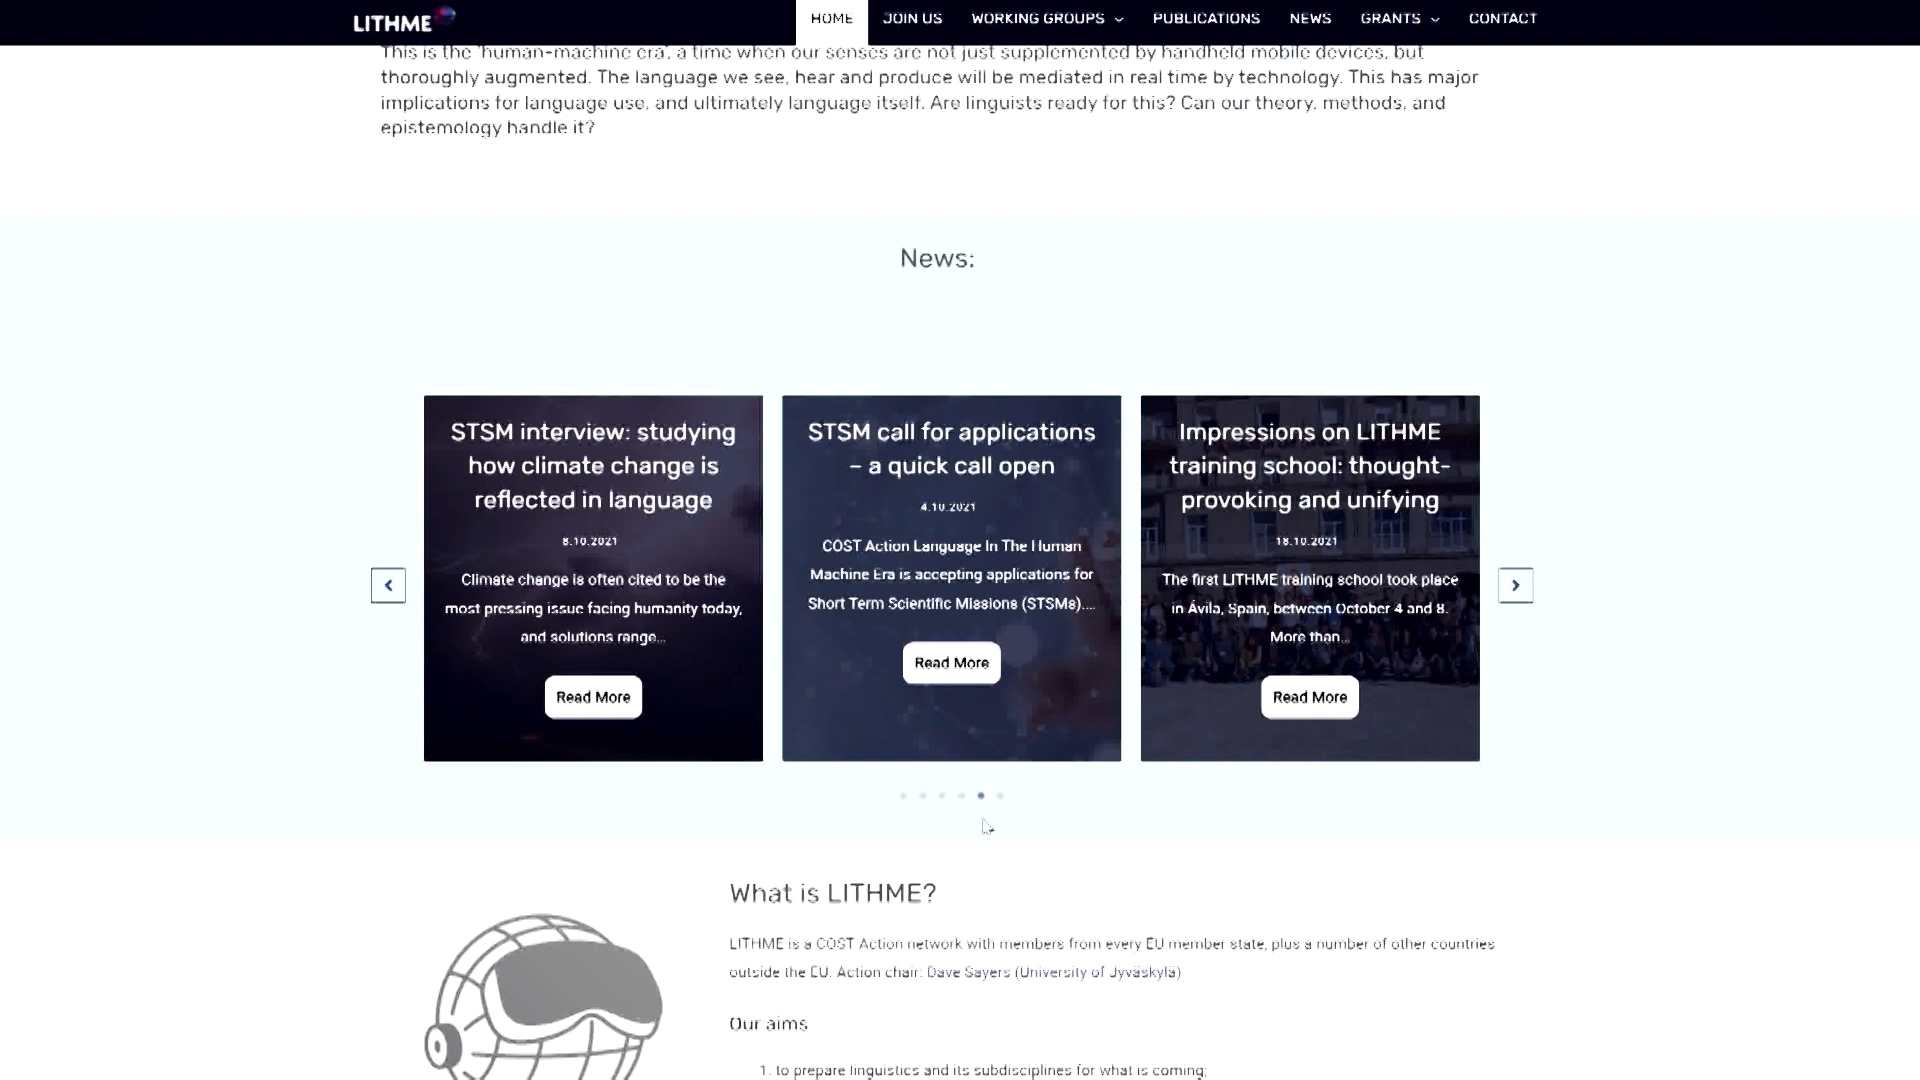 LITHME HOME JOIN US WORKING GROUPS PUBLICATIONS NEWS GRANTS CONTACT
This is the 'human-machine era', a time when our senses are not just supplemented by handheld mobile devices, but
thoroughly augmented. The language we see, hear and produce will be mediated in real time by technology. This has major
implications for language use, and ultimately language itself. Are linguists ready for this? Can our theory, methods, and
epistemology handle it?
News:
STSM interview: studying
how climate change is
reflected in language
8.10.2021
Climate change is often cited to be the
most pressing issue facing humanity today,
and solutions range...
Read More
STSM call for applications
– a quick call open
4.10.2021
COST Action Language In The Human
Machine Era is accepting applications for
Short Term Scientific Missions (STSMs)....
Read More
Impressions on LITHME
training school: thought-
provoking and unifying
18.10.2021
The first LITHME training school took place
in Ávila, Spain, between October 4 and 8.
More than...
Read More
What is LITHME?
LITHME is a COST Action network with members from every EU member state, plus a number of other countries
outside the EU. Action chair: Dave Sayers (University of Jyväskylä)
Our aims
1. to prepare linguistics and its subdisciplines for what is coming;